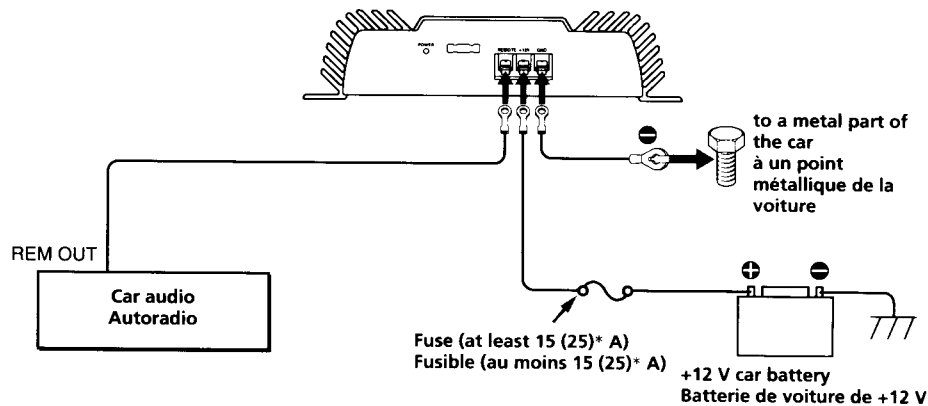 POWER
REMOTE +12V GND
to a metal part of
the car
à un point
métallique de la
voiture
REM OUT
Car audio
Autoradio
Fuse (at least 15 (25)* A)
Fusible (au moins 15 (25)* A)
+12 V car battery
Batterie de voiture de +12 V